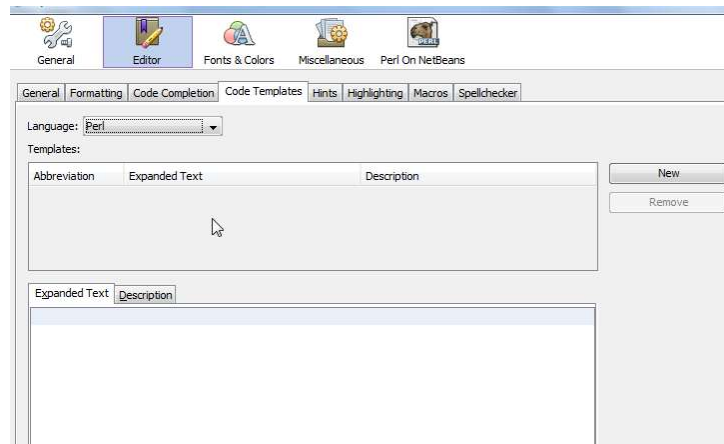 General Editor Fonts & Colors Miscellaneous Perl On NetBeans
General Formatting Code Completion Code Templates Hints Highlighting Macros Spellchecker
Language: Perl
Templates:
Abbreviation Expanded Text Description
New
Remove
Expanded Text Description